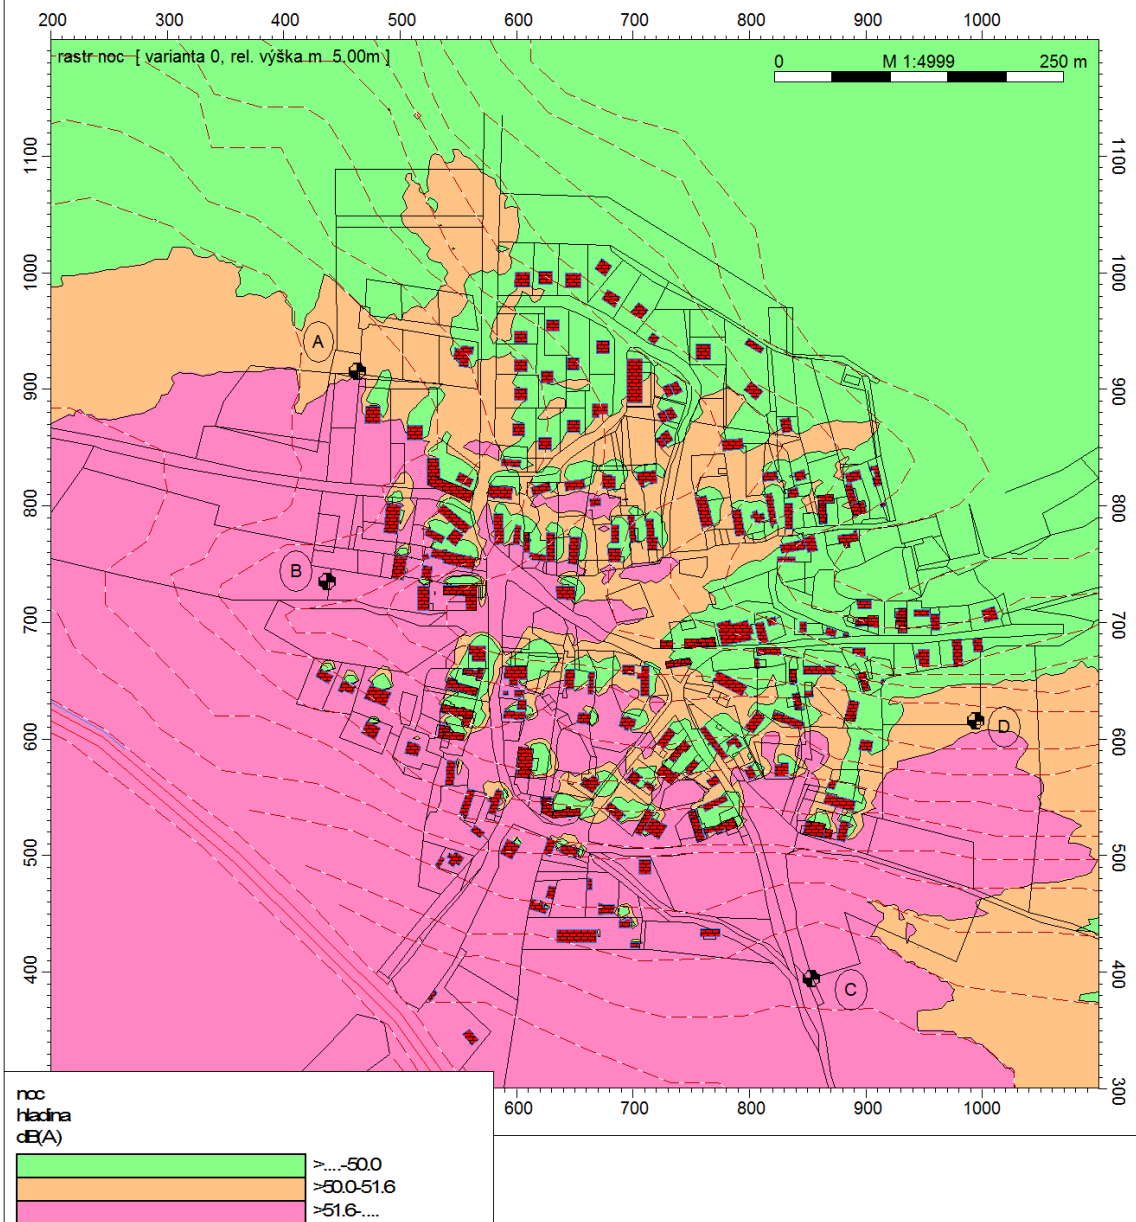 200 300 400 500 600 700 800 900 1000
rastr noc [ varianta 0, rel. výška m 5.00m ]
0 M 1:4999 250 m
1100 1100
1000 1000
A
900 900
800 800
B
700 700
D
600 600
500 500
C
400 400
300
600 700 800 900 1000
noc
hladina
dB(A)
>....-50.0
>50.0-51.6
>51.6-....